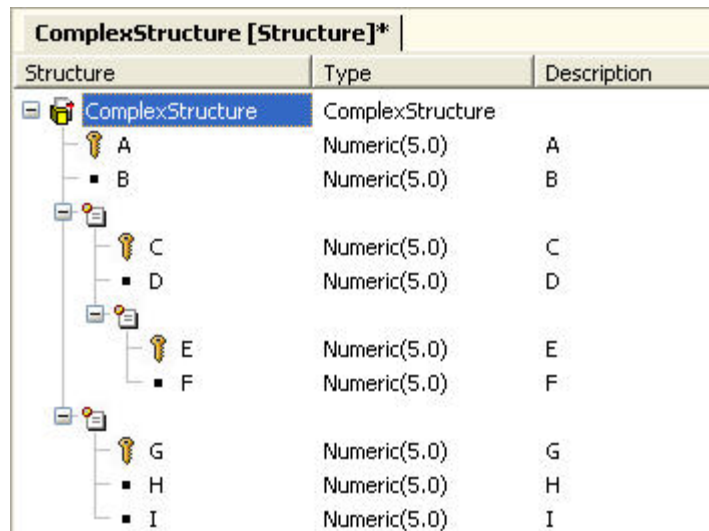 ComplexStructure [Structure]*
Structure Type Description
ComplexStructure ComplexStructure
A Numeric(5.0) A
B Numeric(5.0) B
C Numeric(5.0) C
D Numeric(5.0) D
E Numeric(5.0) E
F Numeric(5.0) F
G Numeric(5.0) G
H Numeric(5.0) H
I Numeric(5.0) I